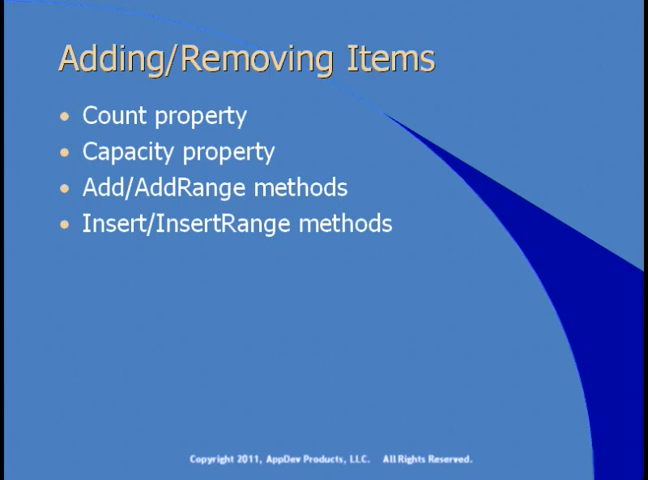 Adding/Removing Items
• Count property
• Capacity property
• Add/AddRange methods
• Insert/InsertRange methods
Copyright 2011, AppDev Products, LLC. All Rights Reserved.